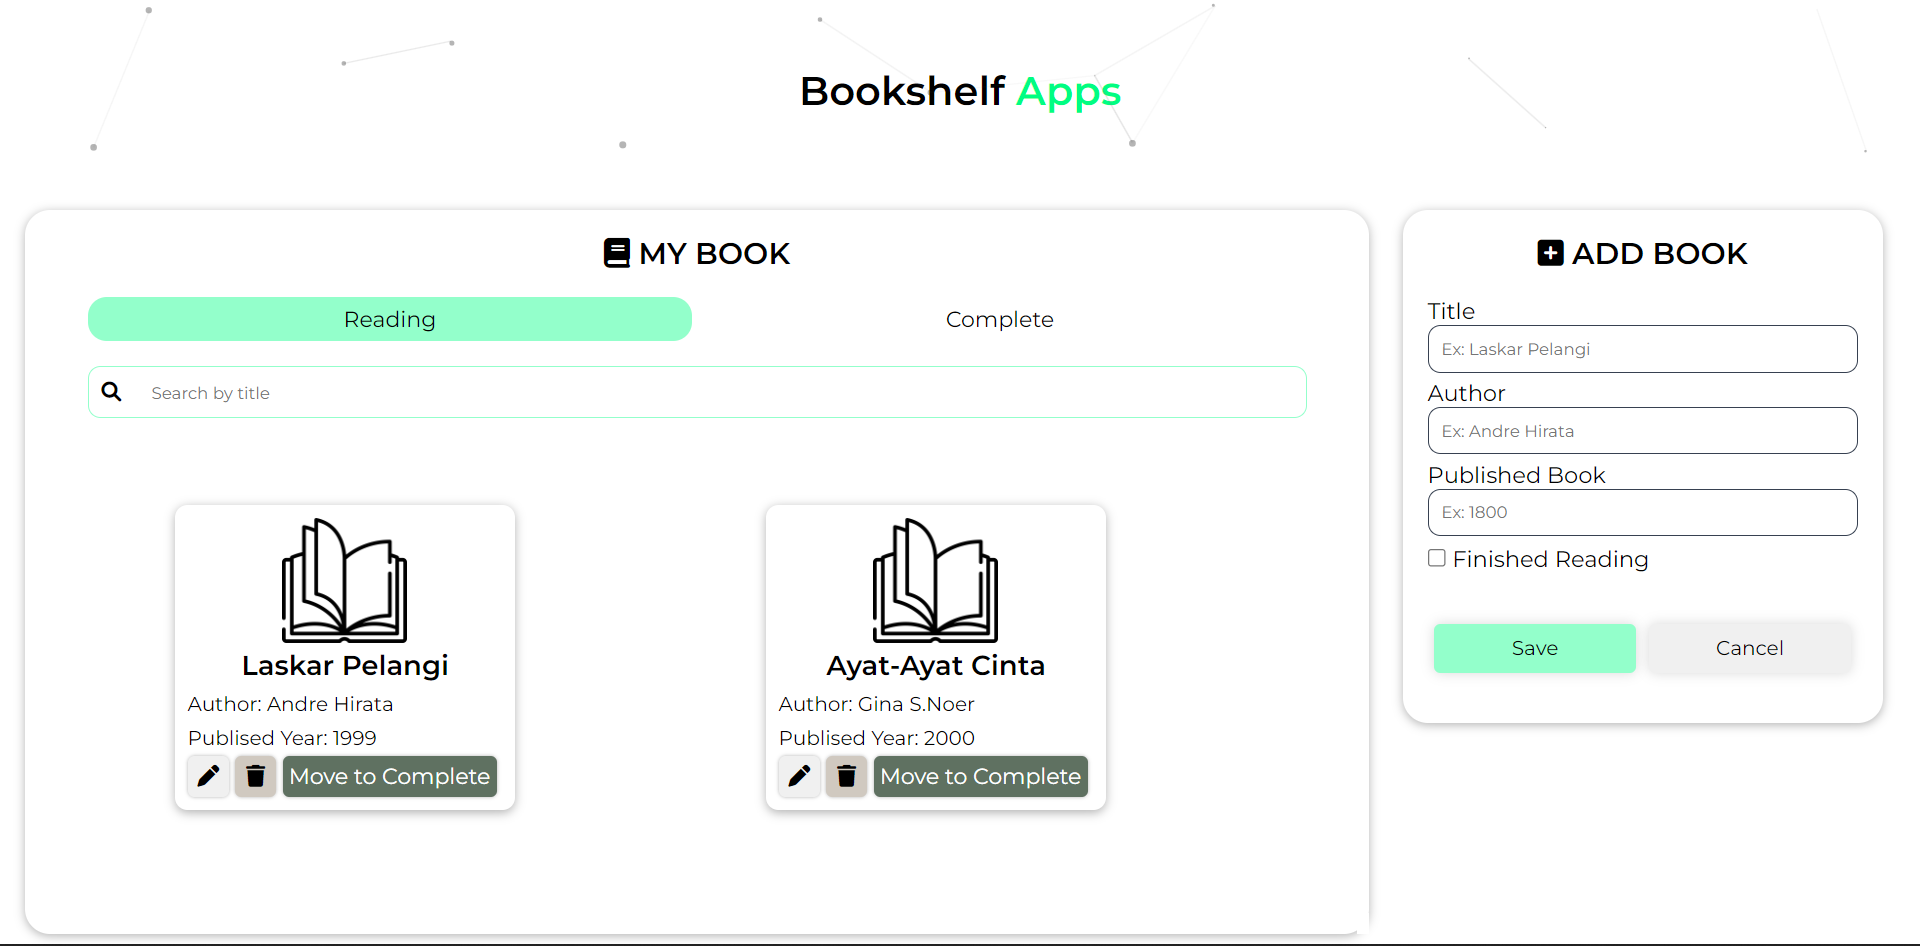 Bookshelf Apps
MY BOOK
Reading
Complete
Search by title
Laskar Pelangi
Author: Andre Hirata
Publised Year: 1999
Move to Complete
Ayat-Ayat Cinta
Author: Gina S.Noer
Publised Year: 2000
Move to Complete
ADD BOOK
Title
Ex: Laskar Pelangi
Author
Ex: Andre Hirata
Published Book
Ex: 1800
Finished Reading
Save
Cancel